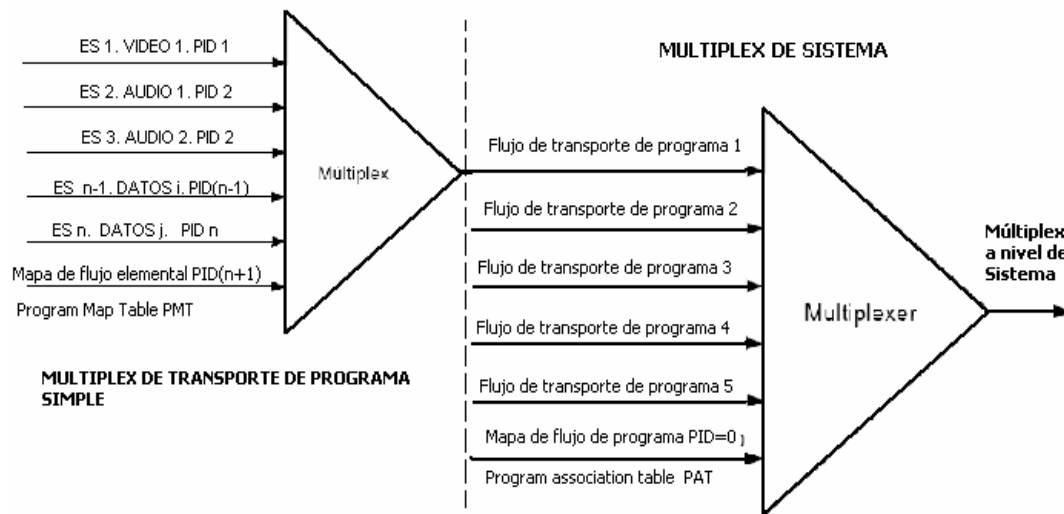 ES 1. VIDEO 1. PID 1
ES 2. AUDIO 1. PID 2
ES 3. AUDIO 2. PID 2
ES n-1. DATOS i. PID(n-1)
ES n. DATOS j. PID n
Mapa de flujo elemental PID(n+1)
Program Map Table PMT
Múltiplex
MULTIPLEX DE TRANSPORTE DE PROGRAMA
SIMPLE
MULTIPLEX DE SISTEMA
Flujo de transporte de programa 1
Flujo de transporte de programa 2
Flujo de transporte de programa 3
Flujo de transporte de programa 4
Flujo de transporte de programa 5
Mapa de flujo de programa PID=0
Program association table PAT
Multiplexer
Múltiplex
a nivel de
Sistema